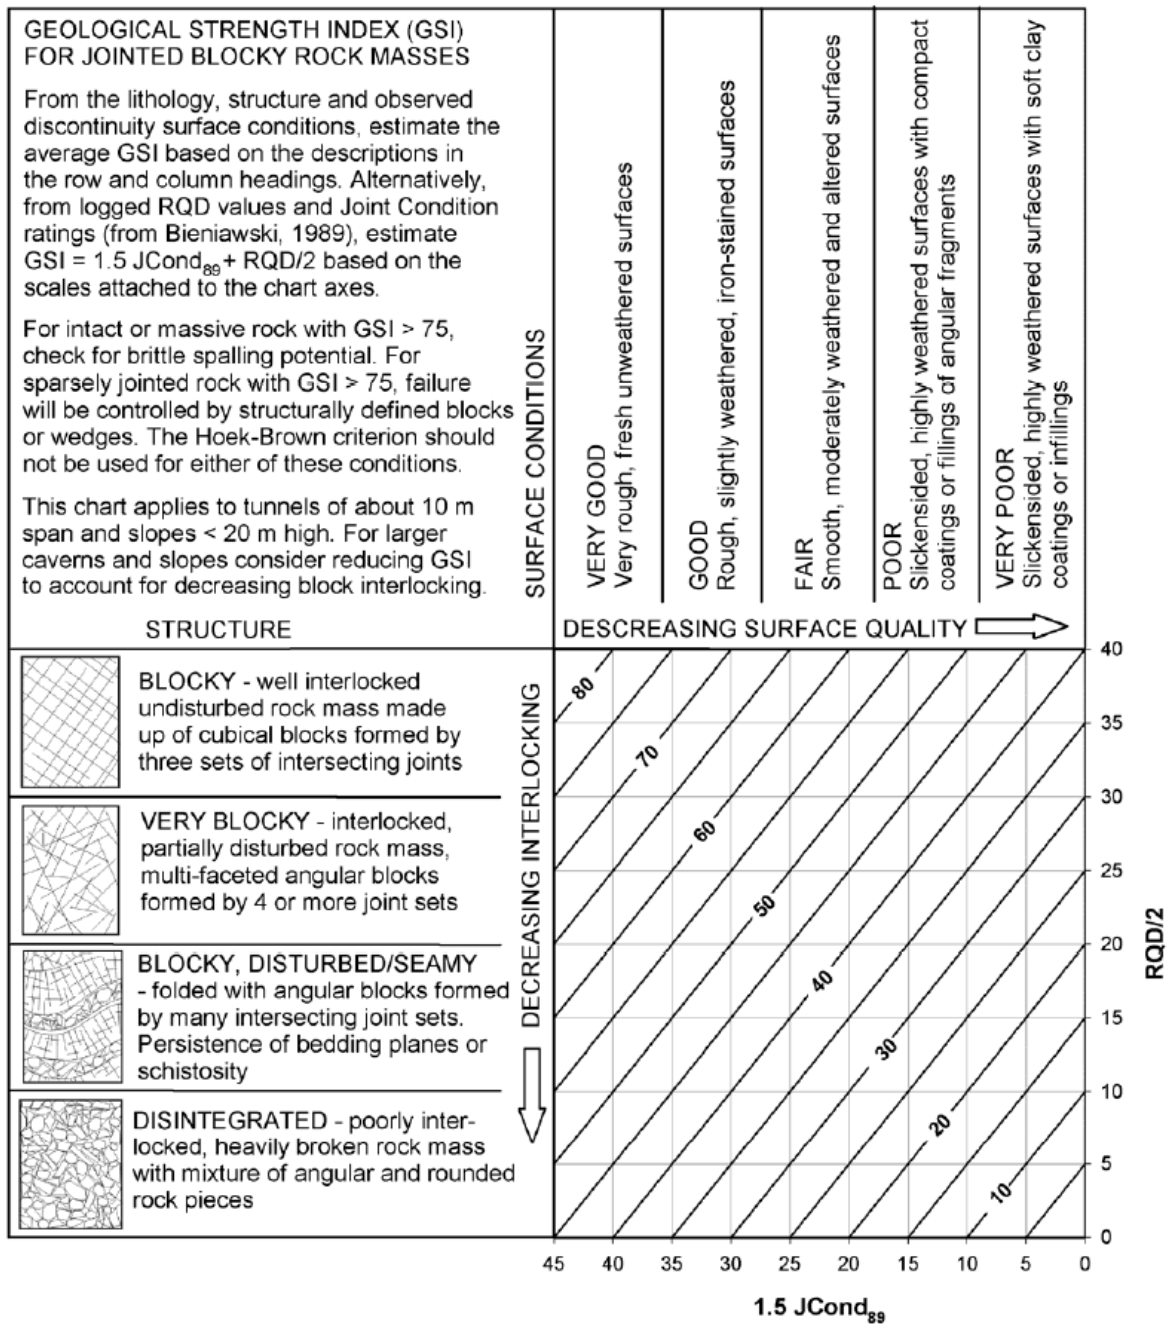 GEOLOGICAL STRENGTH INDEX (GSI)
FOR JOINTED BLOCKY ROCK MASSES
From the lithology, structure and observed
discontinuity surface conditions, estimate the
average GSI based on the descriptions in
the row and column headings. Alternatively,
from logged RQD values and Joint Condition
ratings (from Bieniawski, 1989), estimate
GSI = 1.5 JCond89 + RQD/2 based on the
scales attached to the chart axes.
For intact or massive rock with GSI > 75,
check for brittle spalling potential. For
sparsely jointed rock with GSI > 75, failure
will be controlled by structurally defined blocks
or wedges. The Hoek-Brown criterion should
not be used for either of these conditions.
This chart applies to tunnels of about 10 m
span and slopes < 20 m high. For larger
caverns and slopes consider reducing GSI
to account for decreasing block interlocking.
SURFACE CONDITIONS
VERY GOOD
Very rough, fresh unweathered surfaces
GOOD
Rough, slightly weathered, iron-stained surfaces
FAIR
Smooth, moderately weathered and altered surfaces
POOR
Slickensided, highly weathered surfaces with compact
coatings or fillings of angular fragments
VERY POOR
Slickensided, highly weathered surfaces with soft clay
coatings or infillings
STRUCTURE
DESCREASING SURFACE QUALITY
BLOCKY - well interlocked
undisturbed rock mass made
up of cubical blocks formed by
three sets of intersecting joints
VERY BLOCKY - interlocked,
partially disturbed rock mass,
multi-faceted angular blocks
formed by 4 or more joint sets
BLOCKY, DISTURBED/SEAMY
- folded with angular blocks formed
by many intersecting joint sets.
Persistence of bedding planes or
schistosity
DISINTEGRATED - poorly inter-
locked, heavily broken rock mass
with mixture of angular and rounded
rock pieces
DECREASING INTERLOCKING
80
70
60
50
40
30
20
10
40
35
30
25
20
15
10
5
0
RQD/2
45 40 35 30 25 20 15 10 5 0
1.5 JCond89